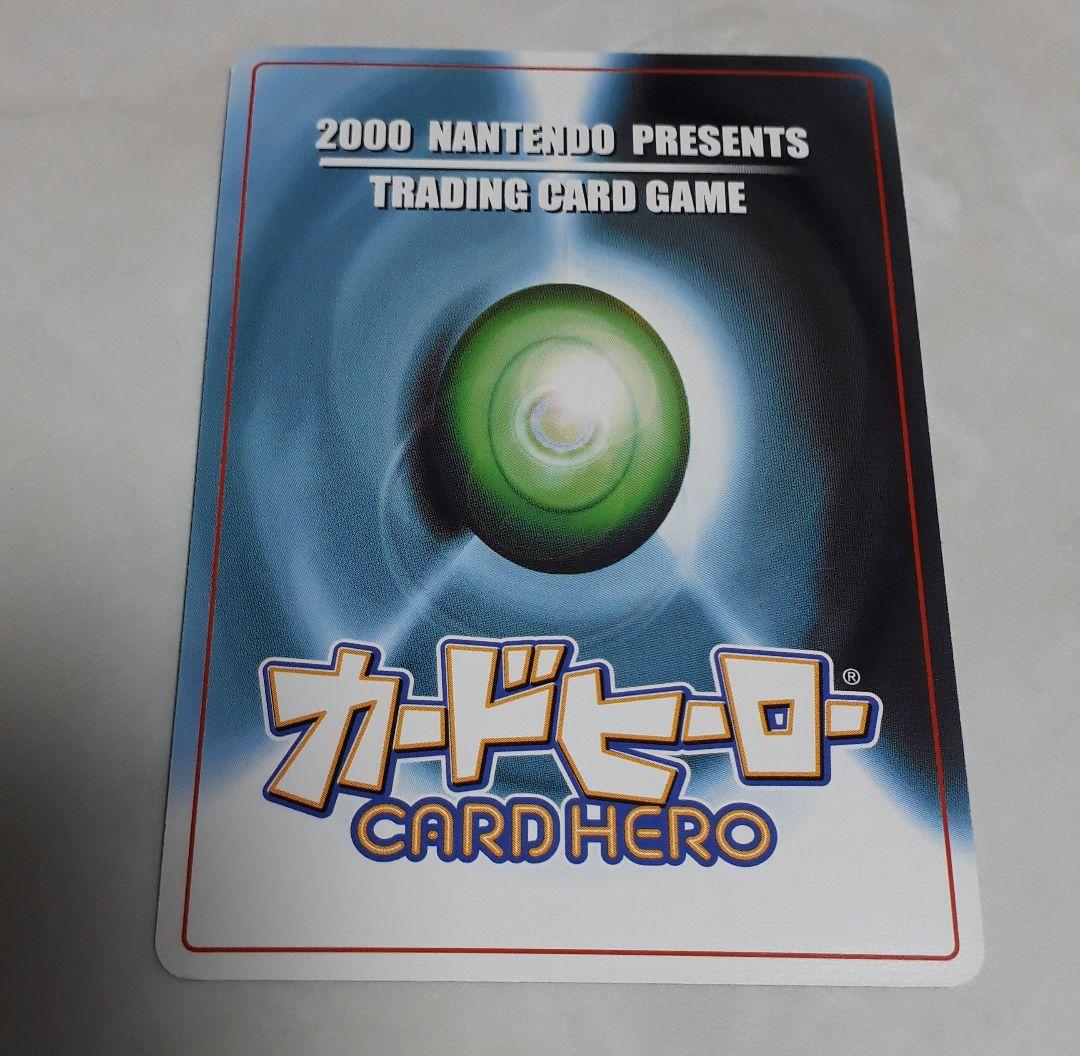 2000 NANTENDO PRESENTS
TRADING CARD GAME
カードヒーロー®
CARD HERO